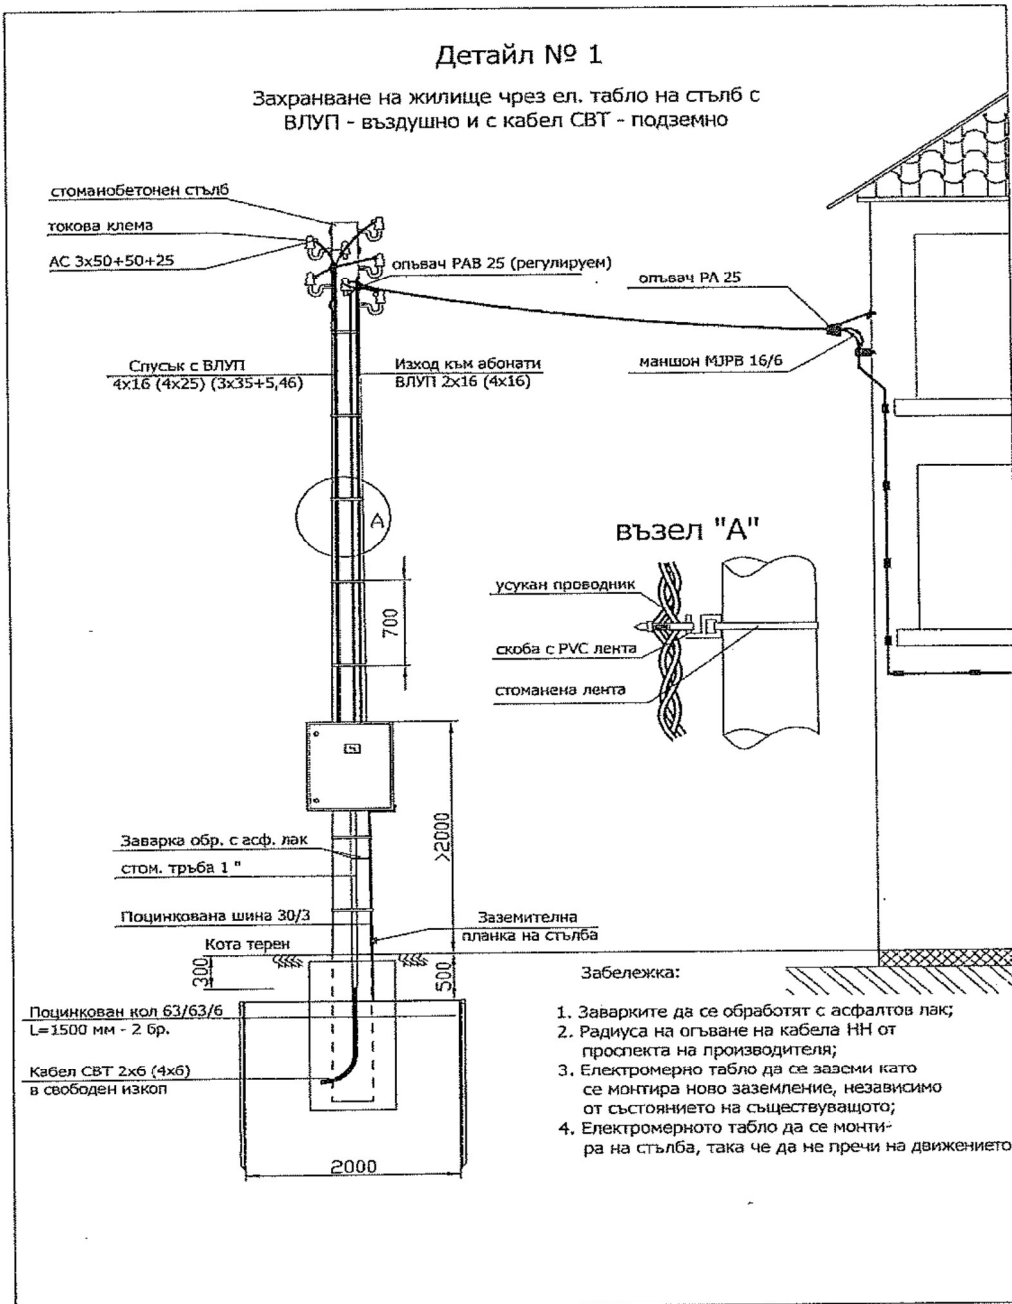 Детайл № 1
Захранване на жилище чрез ел. табло на стълб с
ВЛУП - въздушно и с кабел СВТ - подземно
стоманобетонен стълб
токова клема
АС 3х50+50+25
опъвач РАВ 25 (регулируем)
опъвач РА 25
маншон MJPB 16/6
Спусък с ВЛУП
4х16 (4х25) (3х35+5,46)
Изход към абонати
ВЛУП 2х16 (4х16)
А
възел "А"
усукан проводник
скоба с PVC лента
стоманена лента
700
>2000
Заварка обр. с асф. лак
стом. тръба 1 "
Поцинкована шина 30/3
Заземителна
планка на стълба
Кота терен
300
500
Поцинкован кол 63/63/6
L=1500 мм - 2 бр.
Кабел СВТ 2х6 (4х6)
в свободен изкоп
2000
Забележка:
1. Заварките да се обработят с асфалтов лак;
2. Радиуса на огъване на кабела НН от
проспекта на производителя;
3. Електромерно табло да се заземи като
се монтира ново заземление, независимо
от състоянието на съществуващото;
4. Електромерното табло да се монти-
ра на стълба, така че да не пречи на движението